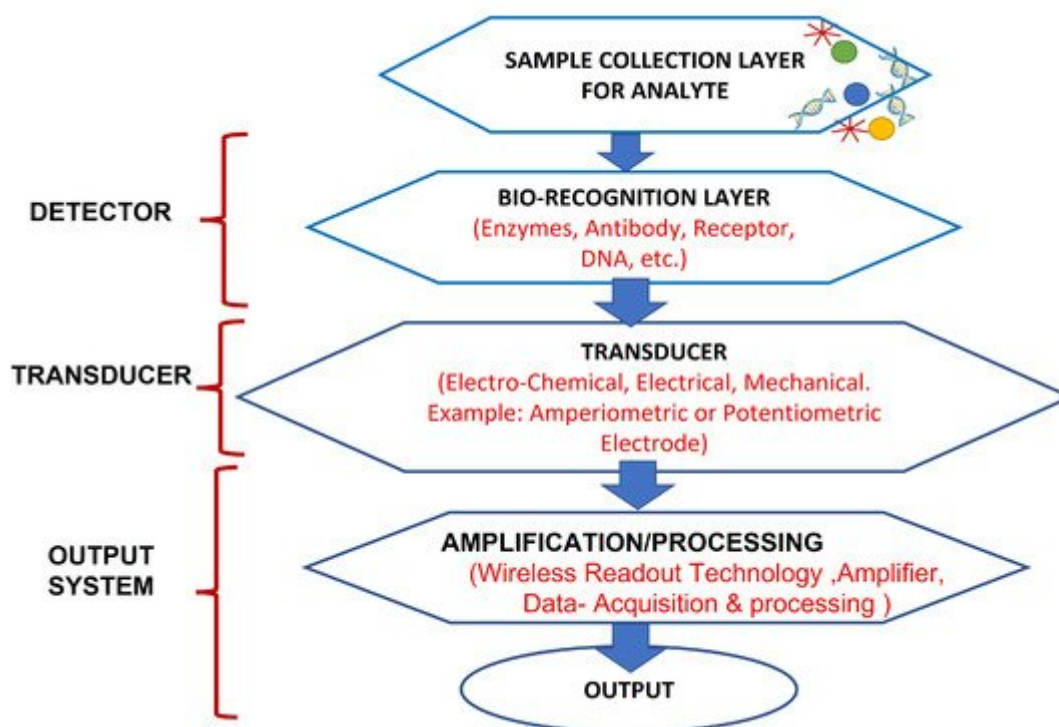 SAMPLE COLLECTION LAYER
FOR ANALYTE
DETECTOR
BIO-RECOGNITION LAYER
(Enzymes, Antibody, Receptor,
DNA, etc.)
TRANSDUCER
TRANSDUCER
(Electro-Chemical, Electrical, Mechanical.
Example: Amperiometric or Potentiometric
Electrode)
OUTPUT
SYSTEM
AMPLIFICATION/PROCESSING
(Wireless Readout Technology ,Amplifier,
Data- Acquisition & processing )
OUTPUT